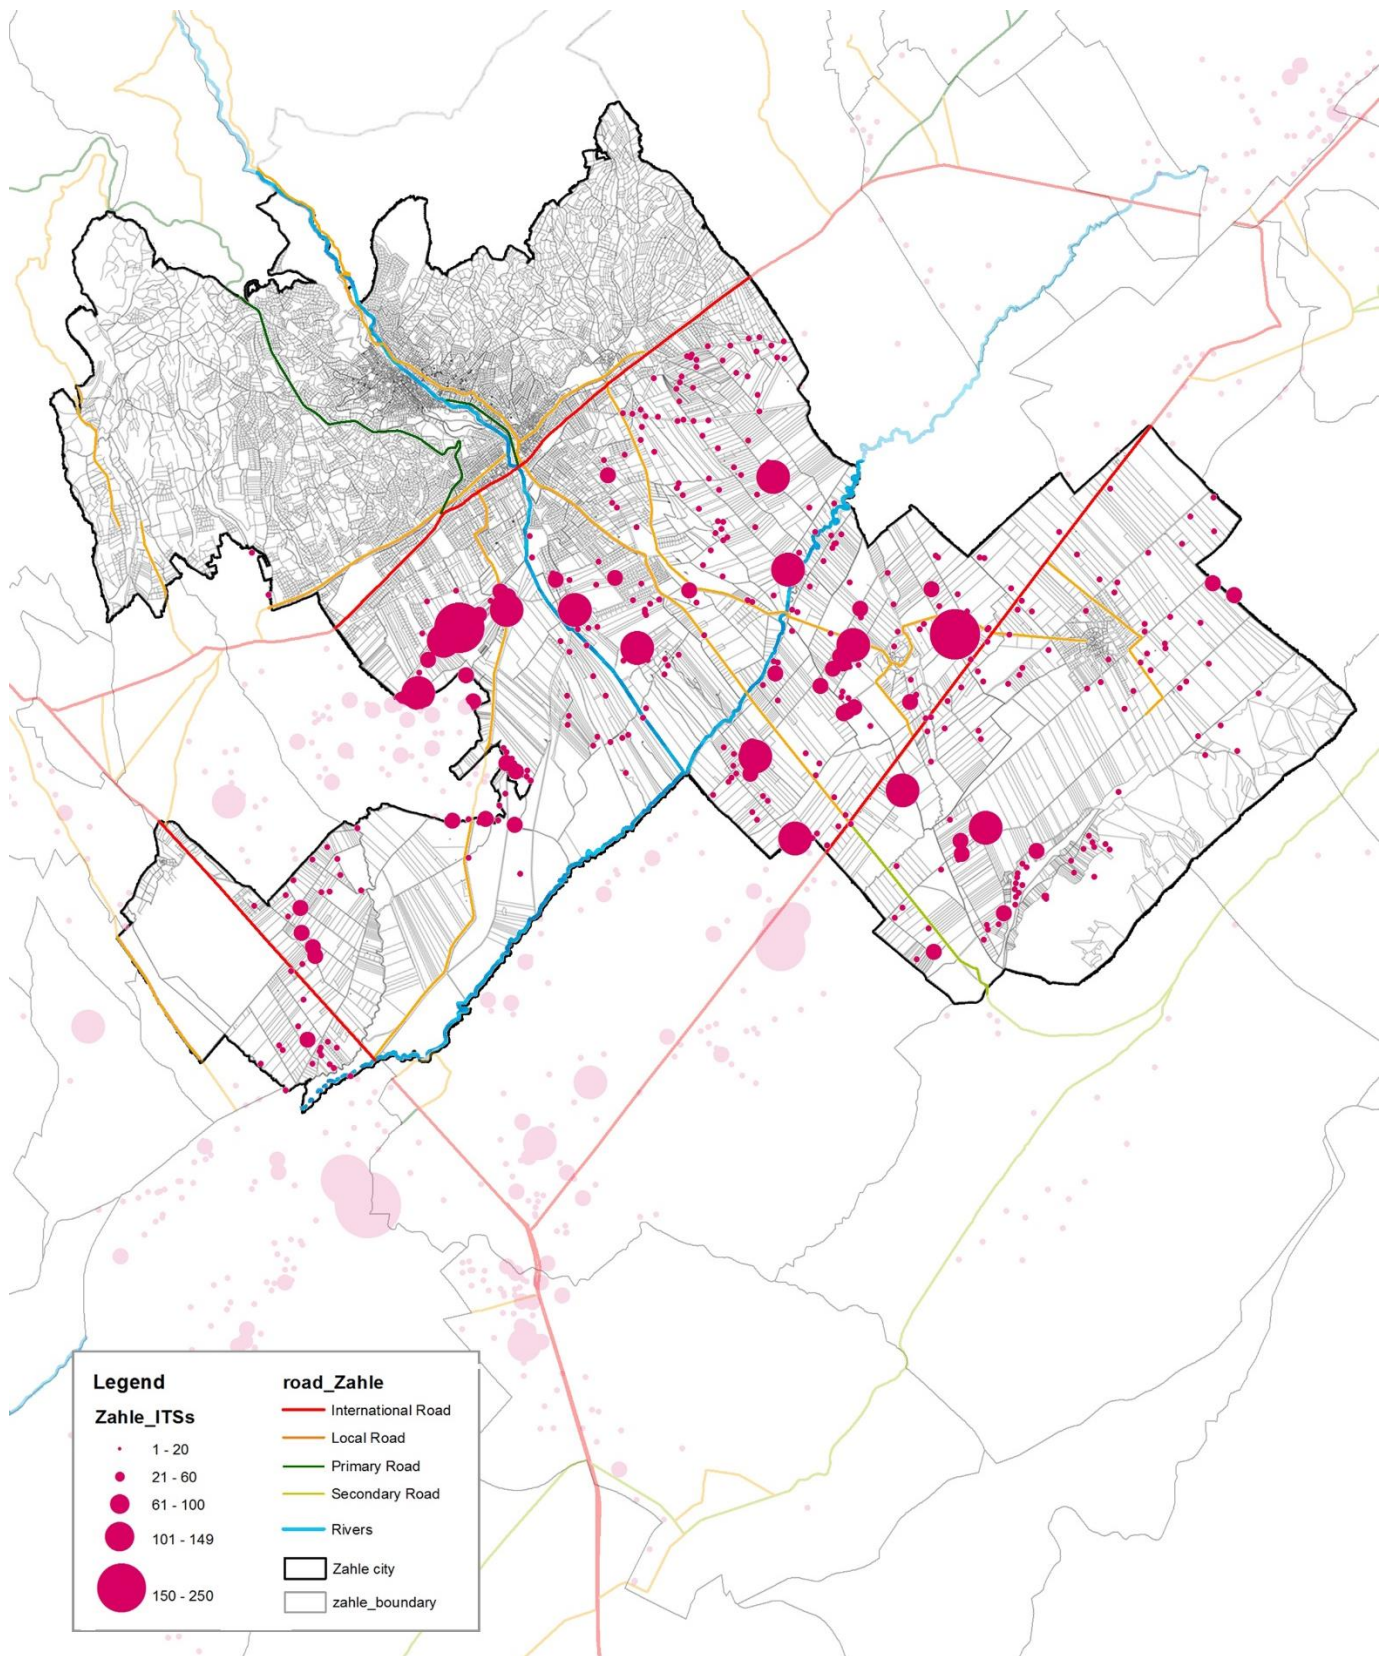 Legend
Zahle_ITSs
1 - 20
21 - 60
61 - 100
101 - 149
150 - 250
road_Zahle
International Road
Local Road
Primary Road
Secondary Road
Rivers
Zahle city
zahle_boundary